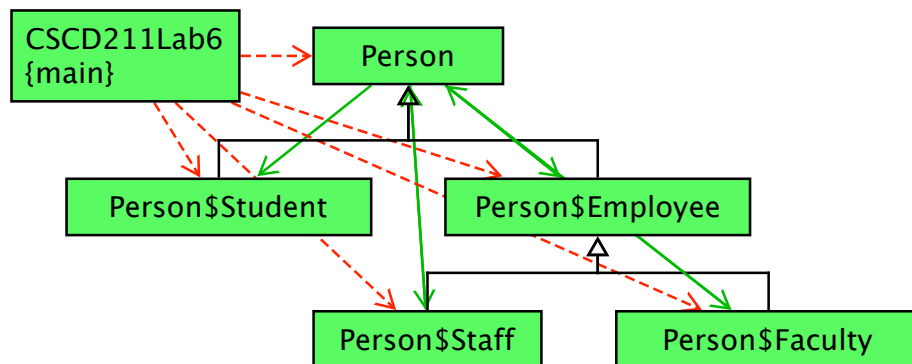 CSCD211Lab6
{main}
Person
Person$Student
Person$Employee
Person$Staff
Person$Faculty